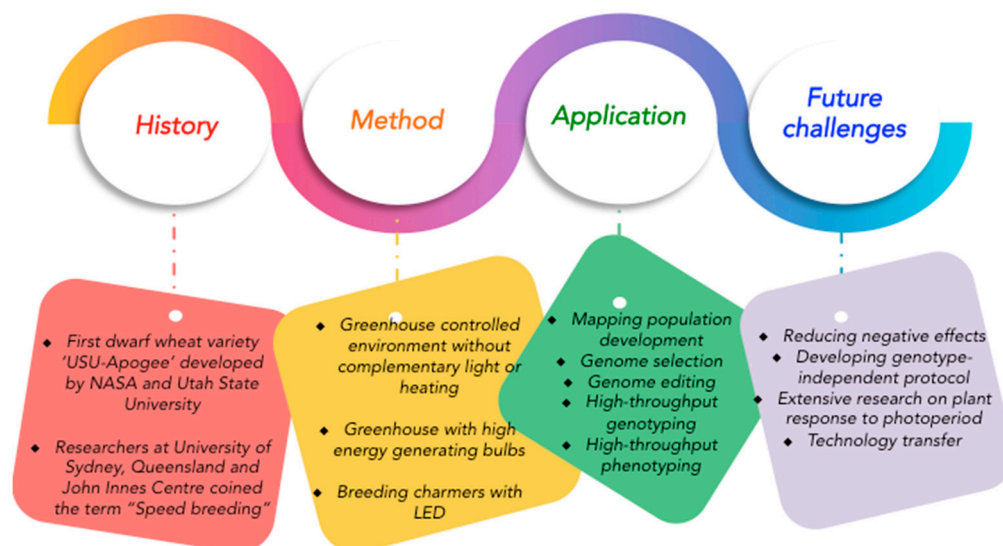 History
Method
Application
Future
challenges
◆ First dwarf wheat variety
‘USU-Apogee’ developed
by NASA and Utah State
University
◆ Researchers at University of
Sydney, Queensland and
John Innes Centre coined
the term “Speed breeding”
◆ Greenhouse controlled
environment without
complementary light or
heating
◆ Greenhouse with high
energy generating bulbs
◆ Breeding charmers with
LED
◆ Mapping population
development
◆ Genome selection
◆ Genome editing
◆ High-throughput
genotyping
◆ High-throughput
phenotyping
◆ Reducing negative effects
◆ Developing genotype-
independent protocol
◆ Extensive research on plant
response to photoperiod
◆ Technology transfer